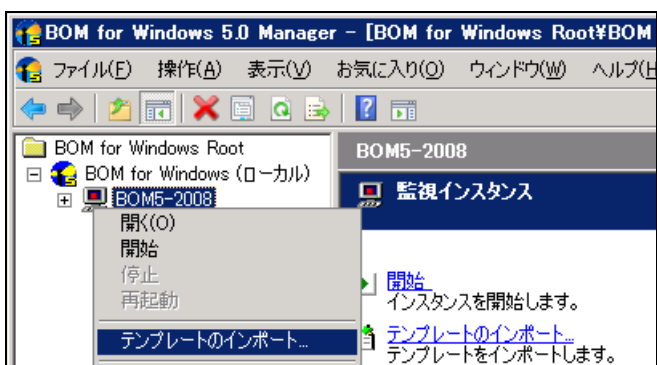 BOM for Windows 5.0 Manager - [BOM for Windows Root¥BOM
ファイル(F) 操作(A) 表示(V) お気に入り(O) ウィンドウ(W) ヘルプ(H
BOM for Windows Root
BOM for Windows (ローカル)
BOM5-2008
開く(O)
開始
停止
再起動
テンプレートのインポート...
BOM5-2008
監視インスタンス
開始
インスタンスを開始します。
テンプレートのインポート...
テンプレートをインポートします。